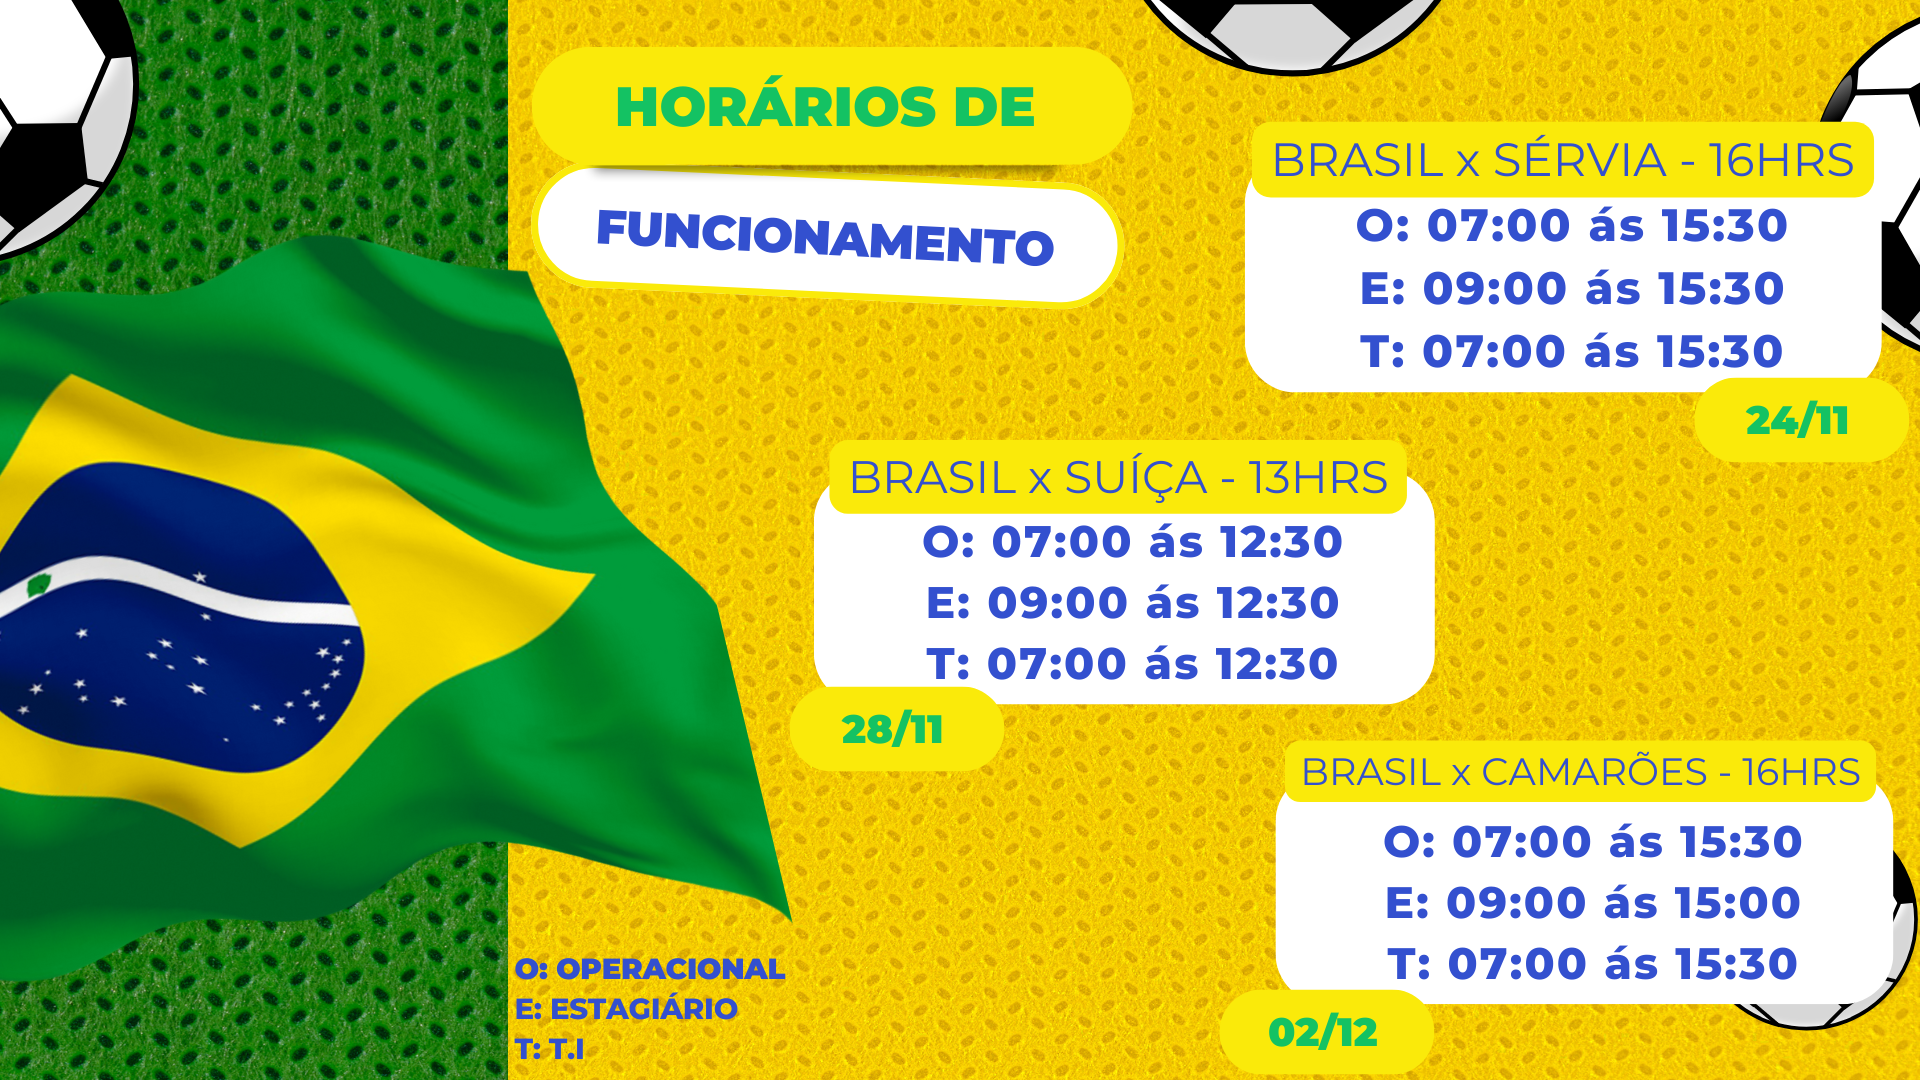 HORÁRIOS DE
FUNCIONAMENTO
BRASIL x SÉRVIA - 16HRS
O: 07:00 ás 15:30
E: 09:00 ás 15:30
T: 07:00 ás 15:30
24/11
BRASIL x SUÍÇA - 13HRS
O: 07:00 ás 12:30
E: 09:00 ás 12:30
T: 07:00 ás 12:30
28/11
BRASIL x CAMARÕES - 16HRS
O: 07:00 ás 15:30
E: 09:00 ás 15:00
T: 07:00 ás 15:30
02/12
O: OPERACIONAL
E: ESTAGIÁRIO
T: T.I